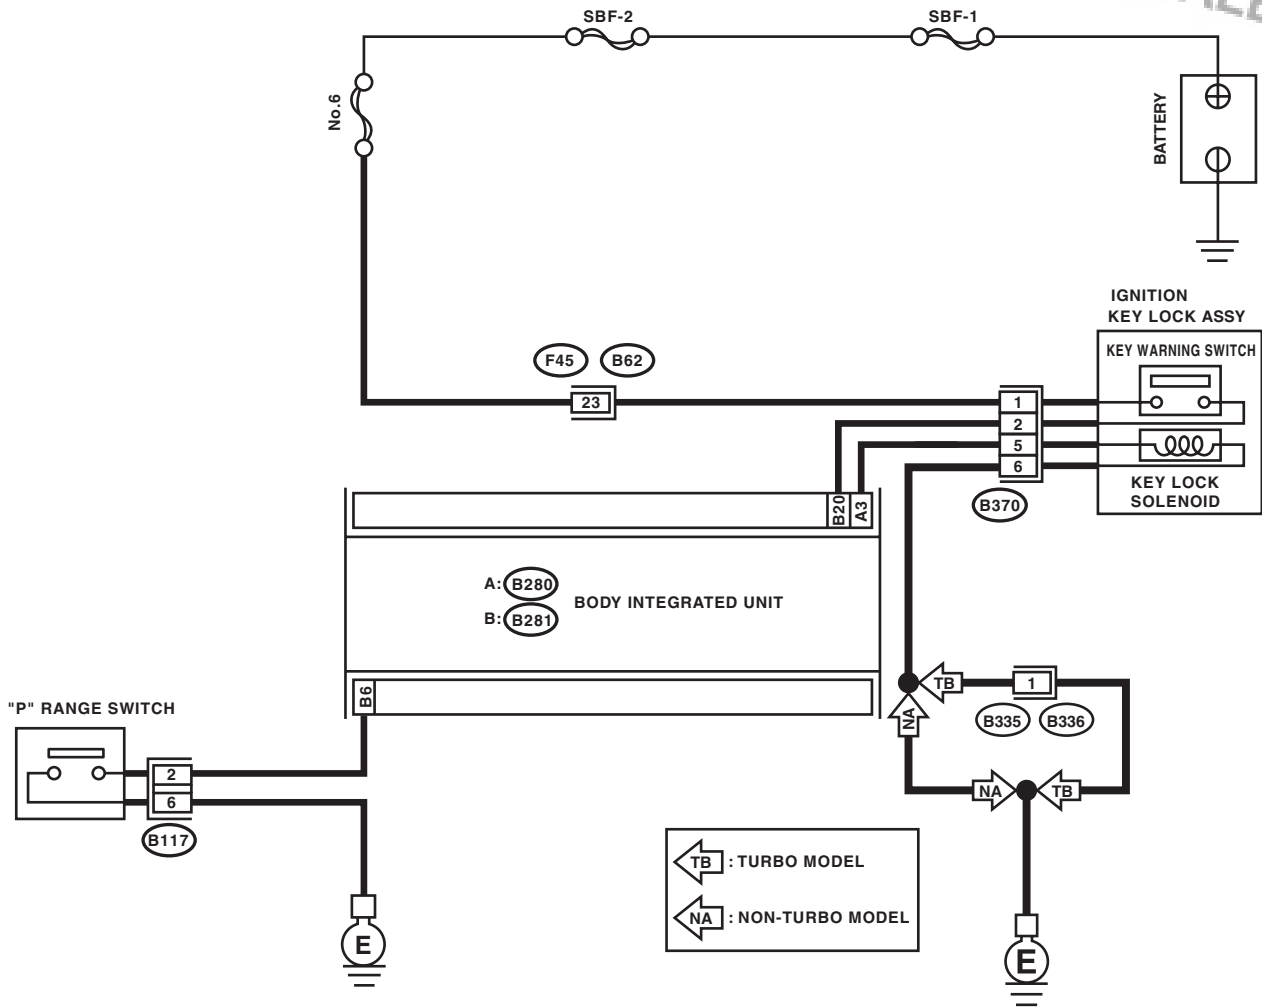 SBF-2
SBF-1
No.6
BATTERY
IGNITION
KEY LOCK ASSY
KEY WARNING SWITCH
F45
B62
23
1
2
5
6
B370
KEY LOCK
SOLENOID
B20
A3
A: B280
B: B281
BODY INTEGRATED UNIT
B6
"P" RANGE SWITCH
2
6
B117
E
TB
1
B335
B336
NA
NA
TB
E
TB : TURBO MODEL
NA : NON-TURBO MODEL